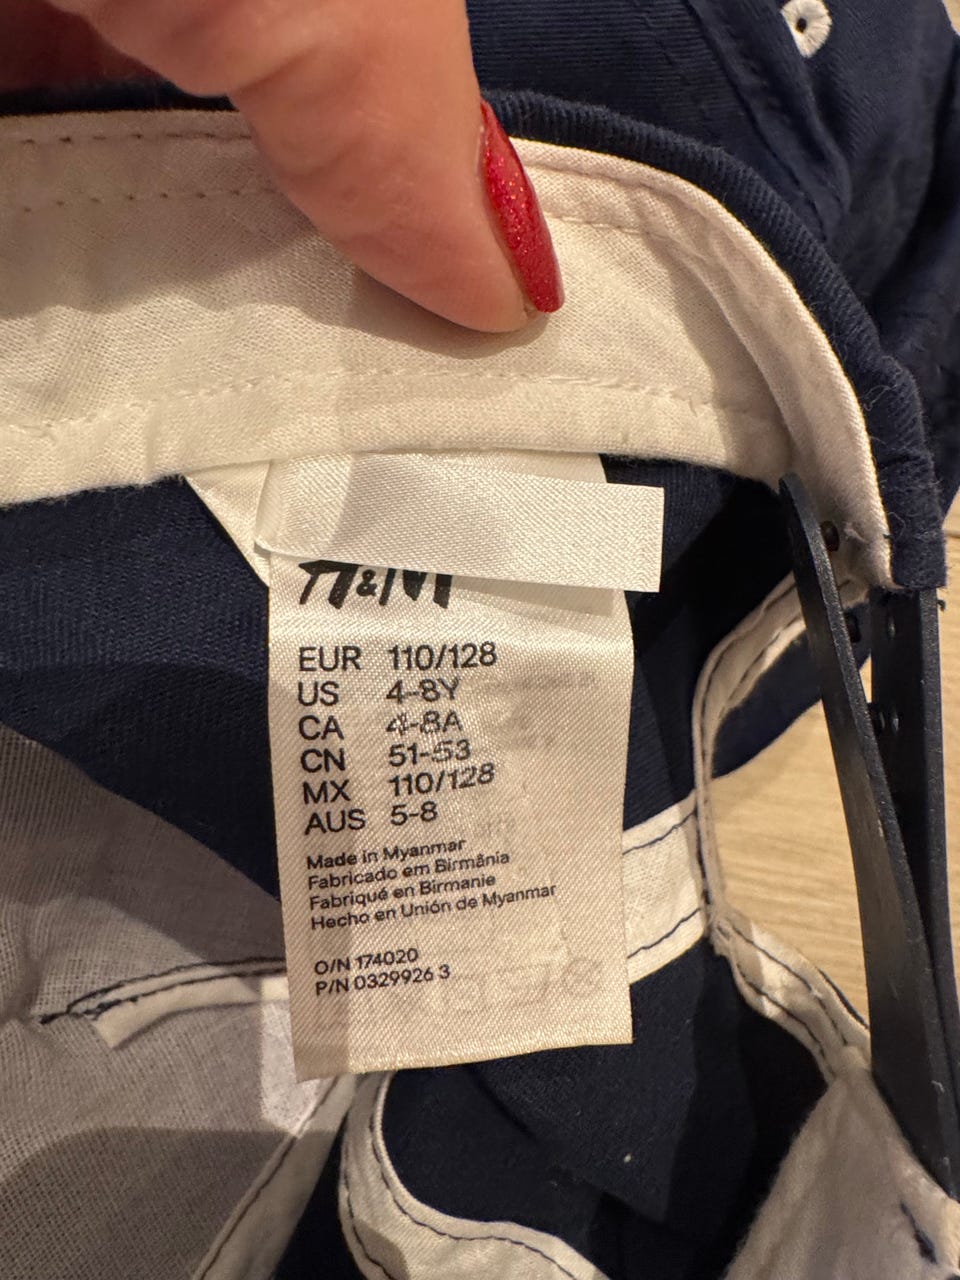 H&M
EUR 110/128
US 4-8Y
CA 4-8A
CN 51-53
MX 110/128
AUS 5-8
Made in Myanmar
Fabricado em Birmânia
Fabriqué en Birmanie
Hecho en Unión de Myanmar
O/N 174020
P/N 0329926 3